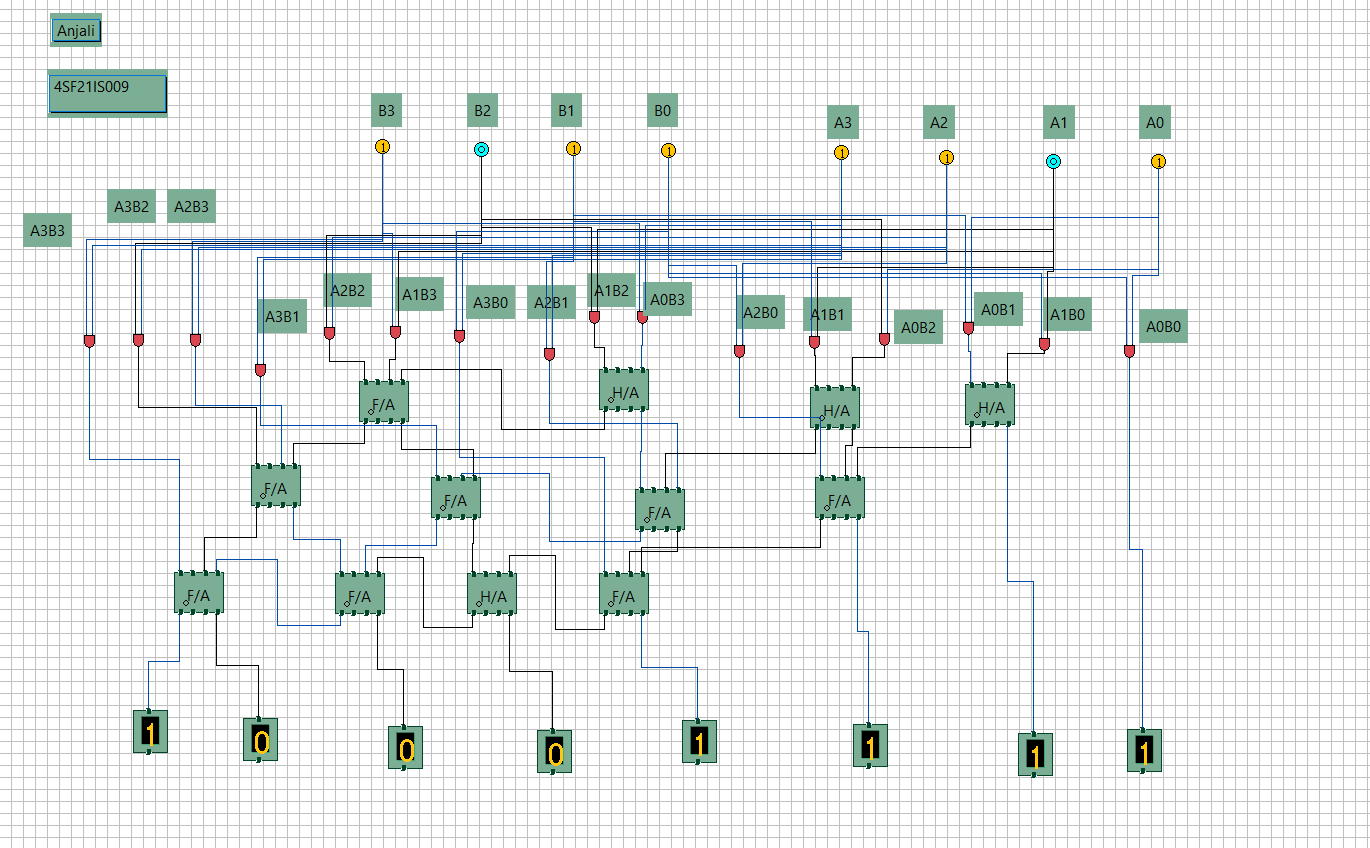 Anjali
4SF21IS009
B3 B2 B1 B0 A3 A2 A1 A0
1 0 1 1 1 1 0 1
A3B3 A3B2 A2B3
A3B1 A2B2 A1B3 A3B0 A2B1 A1B2 A0B3 A2B0 A1B1 A0B2 A0B1 A1B0 A0B0
F/A H/A H/A H/A
F/A F/A F/A F/A
F/A F/A H/A F/A
1 0 0 0 1 1 1 1